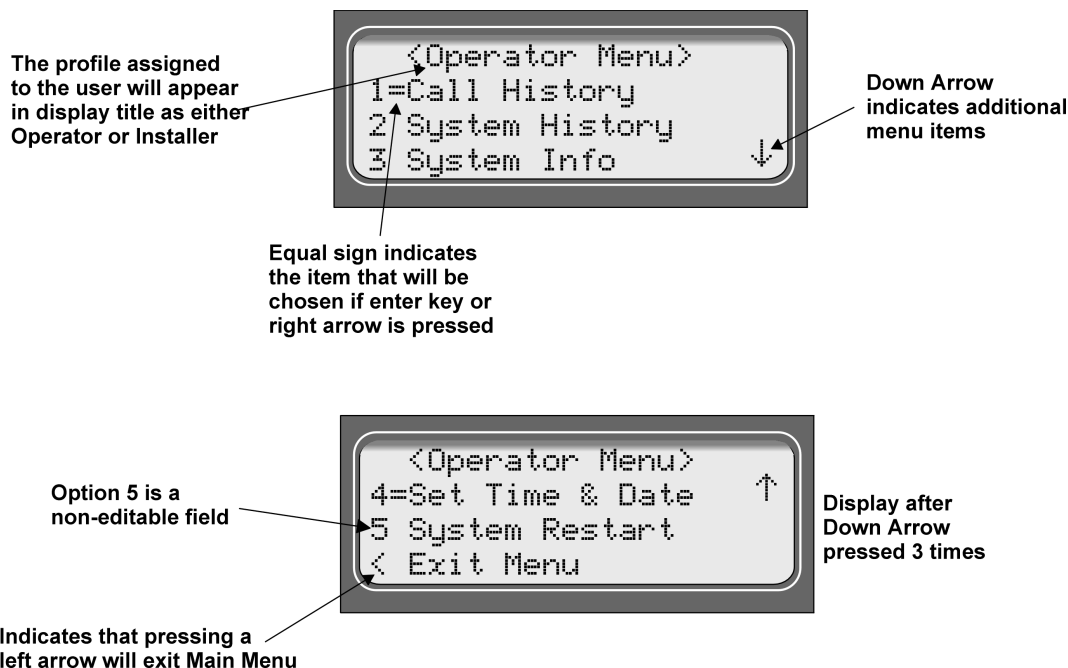 The profile assigned
to the user will appear
in display title as either
Operator or Installer
<Operator Menu>
1=Call History
2 System History
3 System Info ↓
Down Arrow
indicates additional
menu items
Equal sign indicates
the item that will be
chosen if enter key or
right arrow is pressed
Option 5 is a
non-editable field
<Operator Menu>
4=Set Time & Date ↑
5 System Restart
< Exit Menu
Display after
Down Arrow
pressed 3 times
Indicates that pressing a
left arrow will exit Main Menu